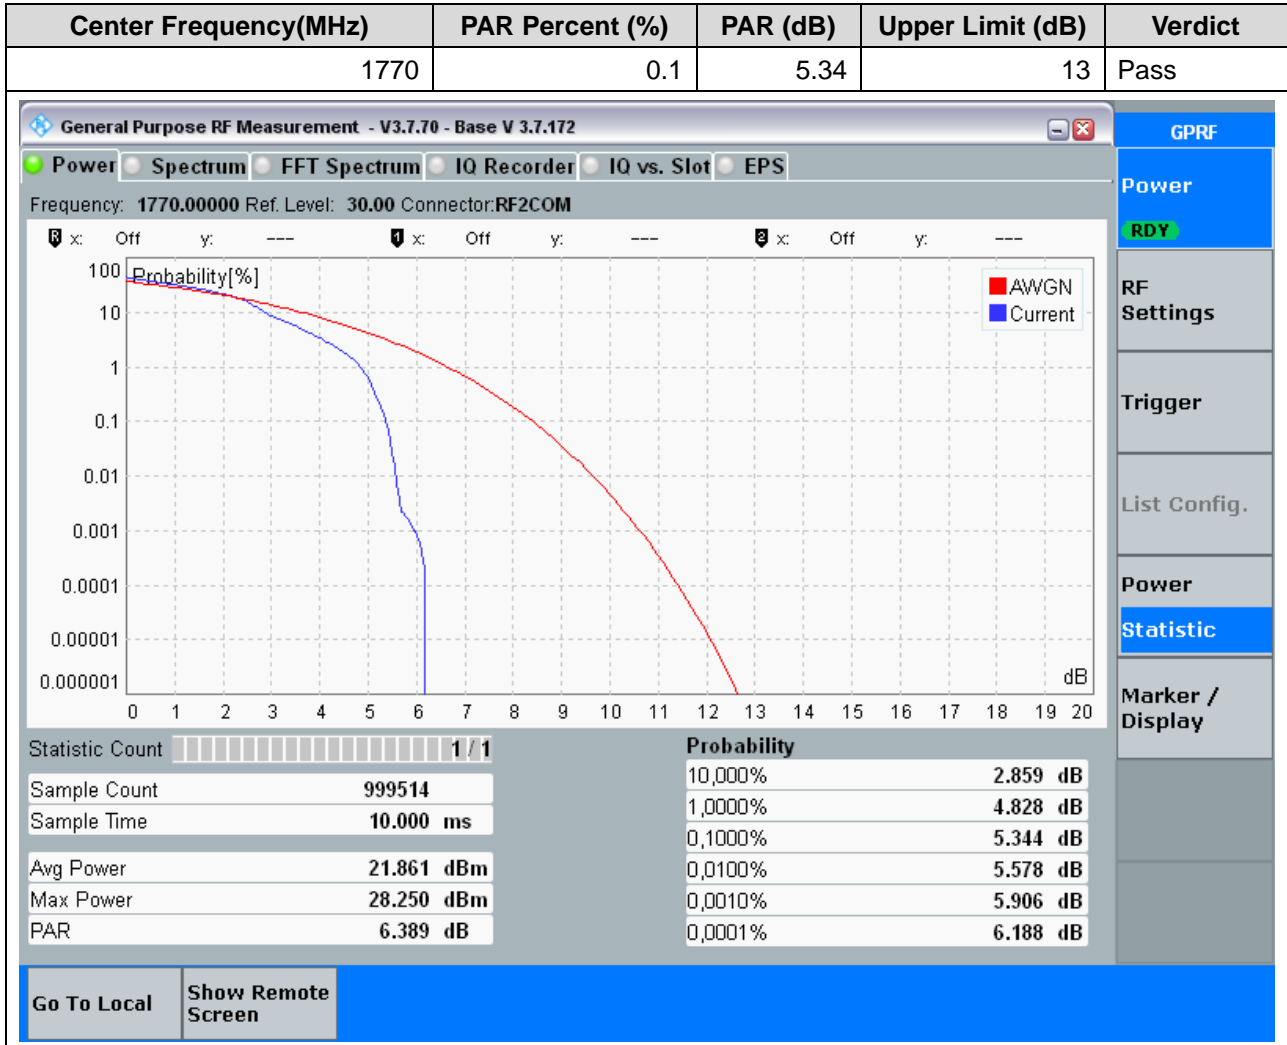 Center Frequency(MHz) PAR Percent (%) PAR (dB) Upper Limit (dB) Verdict
1770 0.1 5.34 13 Pass
General Purpose RF Measurement - V3.7.70 - Base V 3.7.172
GPRF
Power Spectrum FFT Spectrum IQ Recorder IQ vs. Slot EPS
Frequency: 1770.00000 Ref. Level: 30.00 Connector:RF2COM
R x: Off y: --- 1 x: Off y: --- 2 x: Off y: ---
Probability[%]
AWGN
Current
100
10
1
0.1
0.01
0.001
0.0001
0.00001
0.000001
dB
0 1 2 3 4 5 6 7 8 9 10 11 12 13 14 15 16 17 18 19 20
Statistic Count 1 / 1
Sample Count 999514
Sample Time 10.000 ms
Avg Power 21.861 dBm
Max Power 28.250 dBm
PAR 6.389 dB
Probability
10,000% 2.859 dB
1,0000% 4.828 dB
0,1000% 5.344 dB
0,0100% 5.578 dB
0,0010% 5.906 dB
0,0001% 6.188 dB
Power
RDY
RF
Settings
Trigger
List Config.
Power
Statistic
Marker /
Display
Go To Local
Show Remote
Screen